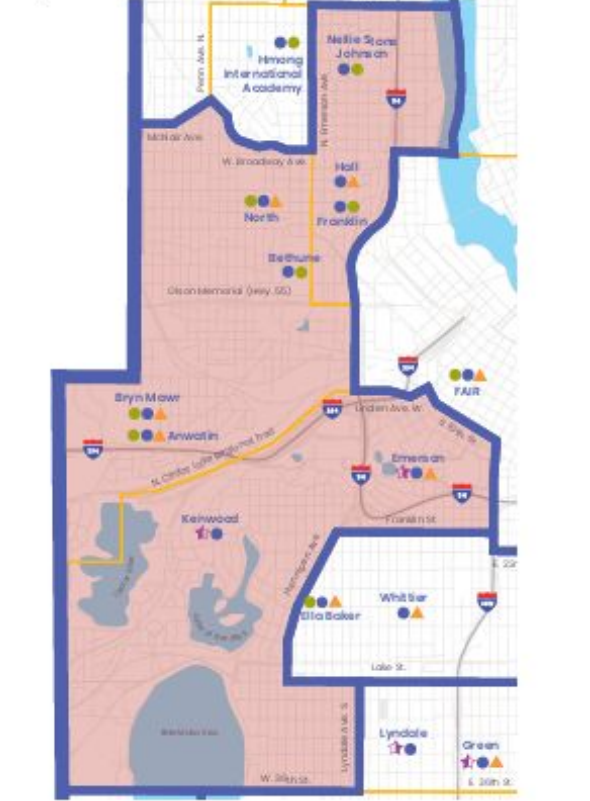 Nellie Stone
Johnson
Hmong
International
Academy
Penn Ave. N.
N. Emerson Ave.
94
McNair Ave.
W. Broadway Ave.
Hall
North
Franklin
Bethune
Olson Memorial (Hwy. 55)
394
FAIR
Bryn Mawr
Linden Ave. W.
Anwatin
394
N. Cedar Lake Regional Trail
Emerson
94
Kenwood
Franklin St.
Hennepin Ave.
Whittier
Ella Baker
Lake St.
Lyndale Ave. S
Lyndale
Green
W. 36th St.
E. 36th St.